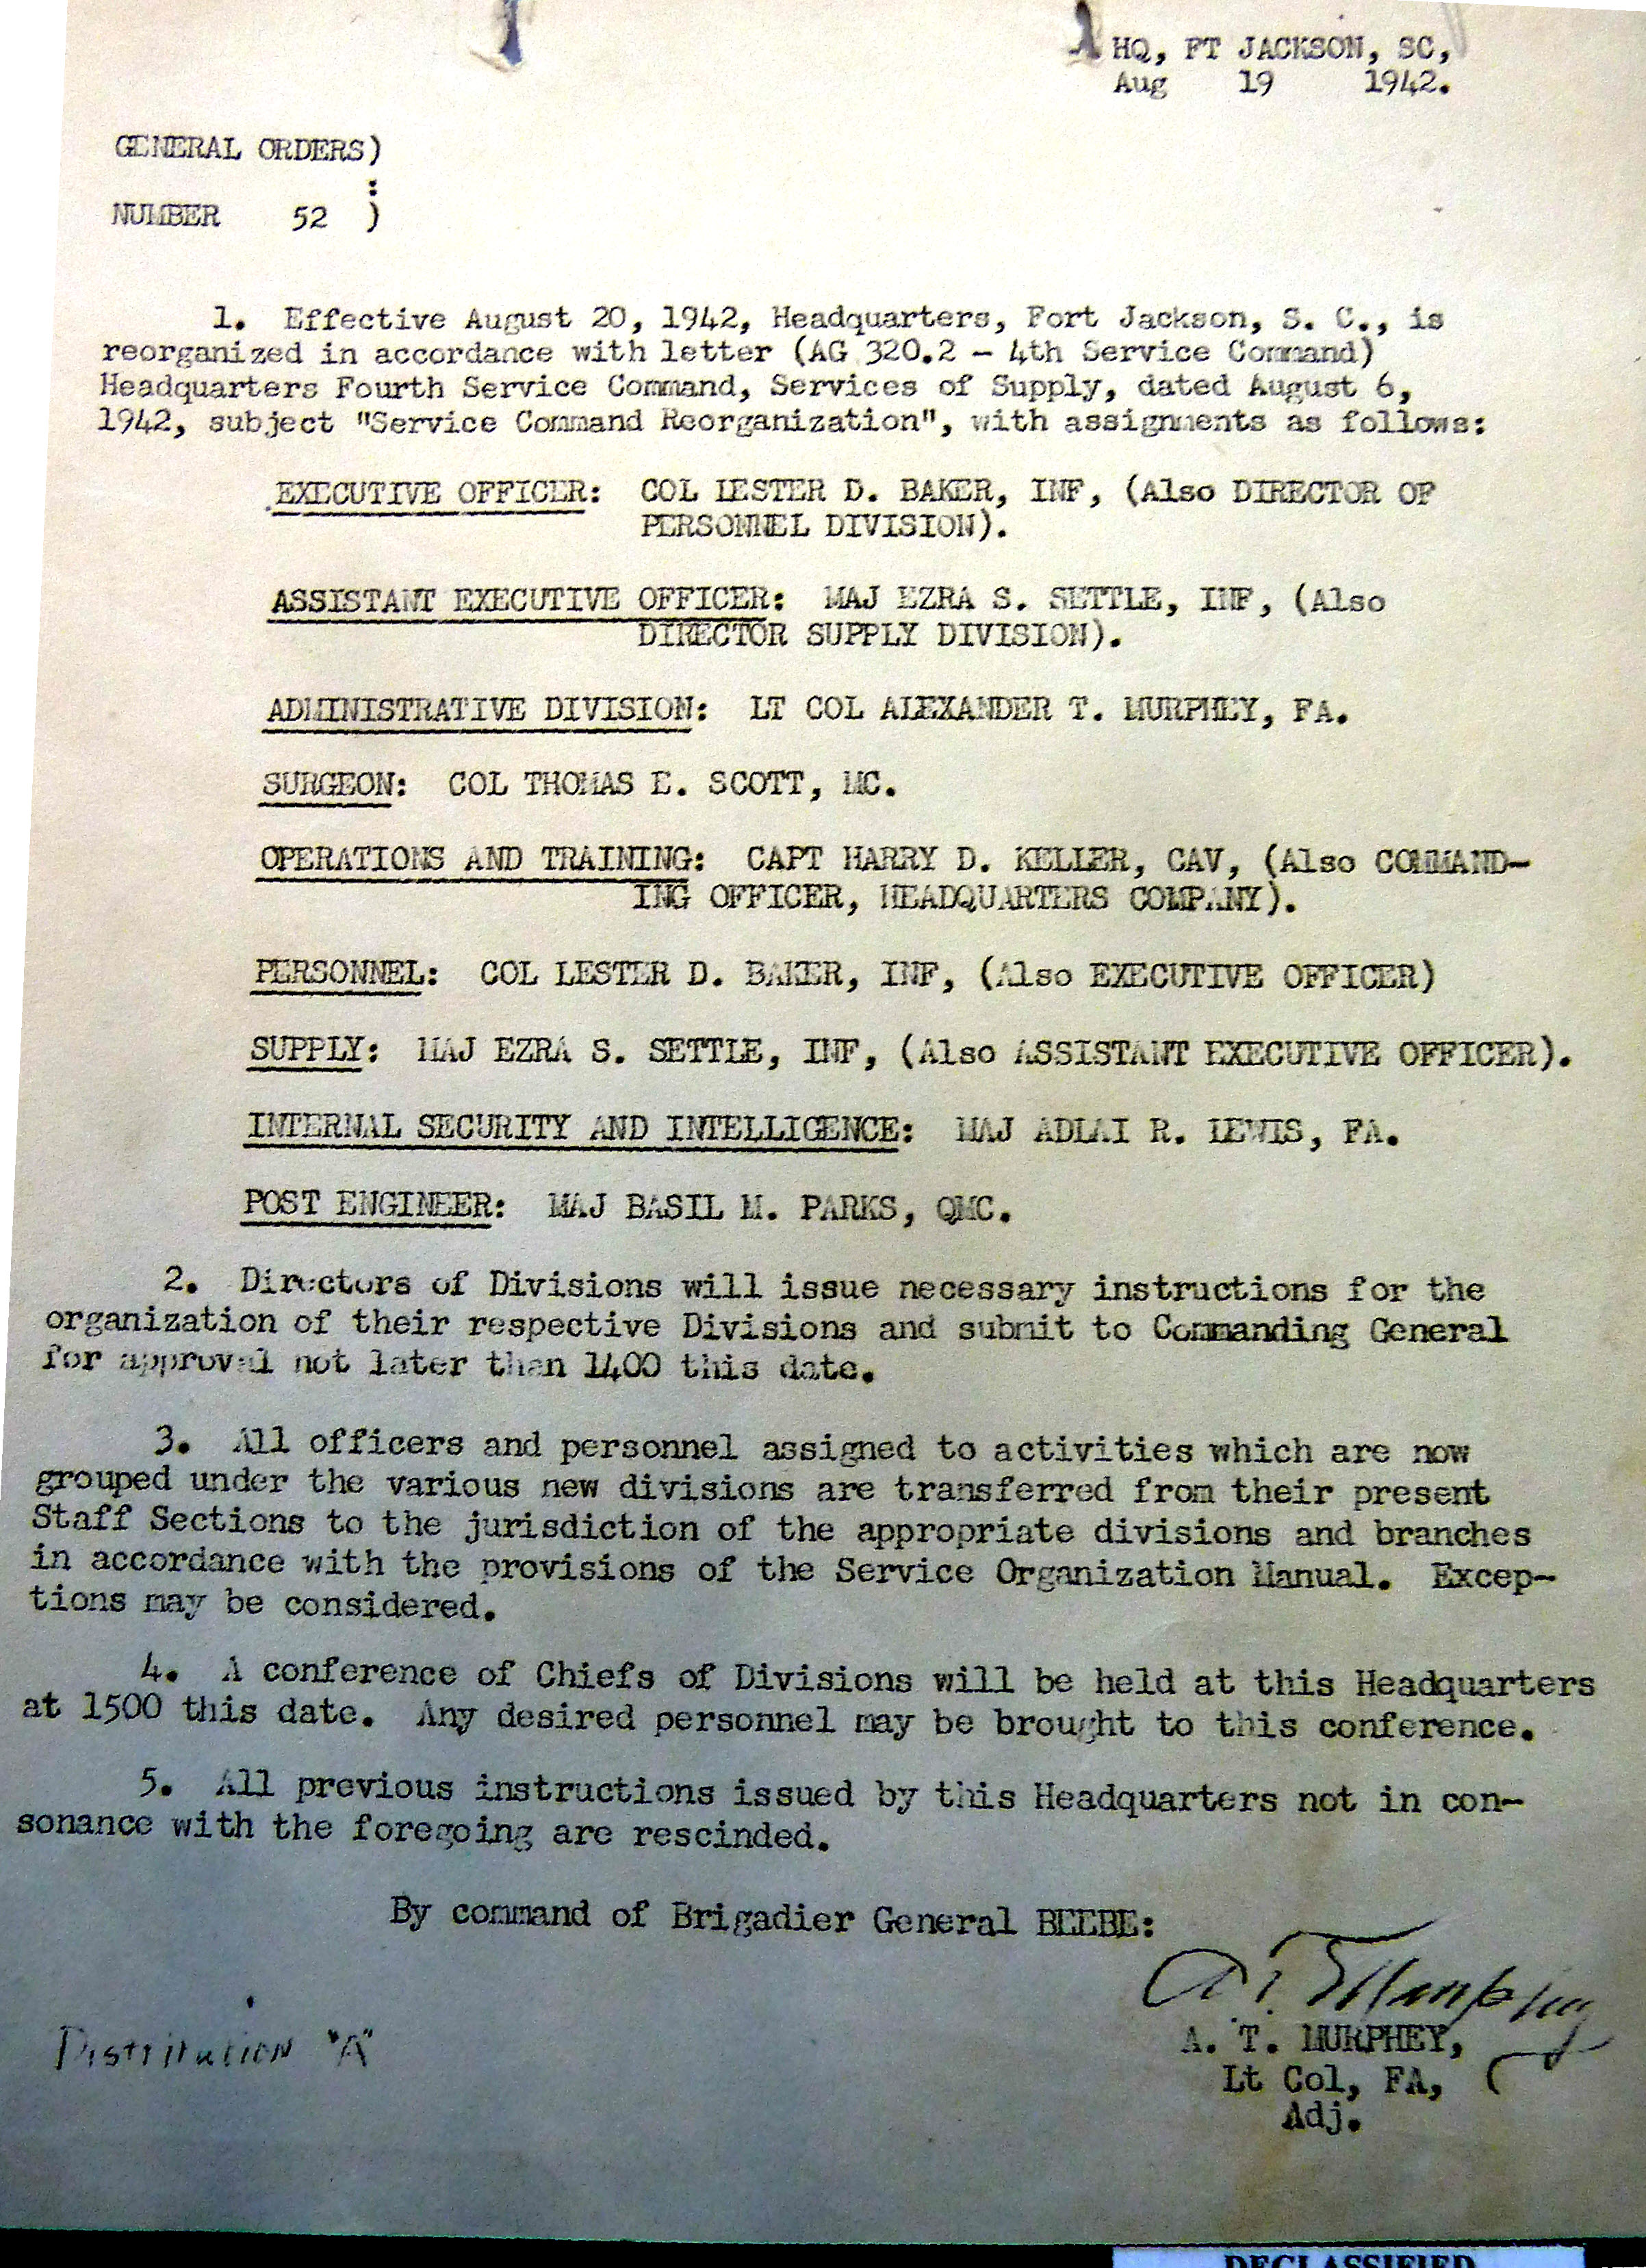 HQ, FT JACKSON, SC,
Aug 19 1942.
GENERAL ORDERS)
:
NUMBER 52 )
1. Effective August 20, 1942, Headquarters, Fort Jackson, S. C., is
reorganized in accordance with letter (AG 320.2 - 4th Service Command)
Headquarters Fourth Service Command, Services of Supply, dated August 6,
1942, subject "Service Command Reorganization", with assignments as follows:
EXECUTIVE OFFICER: COL LESTER D. BAKER, INF, (Also DIRECTOR OF
PERSONNEL DIVISION).
ASSISTANT EXECUTIVE OFFICER: MAJ EZRA S. SETTLE, INF, (Also
DIRECTOR SUPPLY DIVISION).
ADMINISTRATIVE DIVISION: LT COL ALEXANDER T. MURPHEY, FA.
SURGEON: COL THOMAS E. SCOTT, MC.
OPERATIONS AND TRAINING: CAPT HARRY D. KELLER, CAV, (Also COMMAND-
ING OFFICER, HEADQUARTERS COMPANY).
PERSONNEL: COL LESTER D. BAKER, INF, (Also EXECUTIVE OFFICER)
SUPPLY: MAJ EZRA S. SETTLE, INF, (Also ASSISTANT EXECUTIVE OFFICER).
INTERNAL SECURITY AND INTELLIGENCE: MAJ ADLAI R. LEWIS, FA.
POST ENGINEER: MAJ BASIL M. PARKS, QMC.
2. Directors of Divisions will issue necessary instructions for the
organization of their respective Divisions and submit to Commanding General
for approval not later than 1400 this date.
3. All officers and personnel assigned to activities which are now
grouped under the various new divisions are transferred from their present
Staff Sections to the jurisdiction of the appropriate divisions and branches
in accordance with the provisions of the Service Organization Manual. Excep-
tions may be considered.
4. A conference of Chiefs of Divisions will be held at this Headquarters
at 1500 this date. Any desired personnel may be brought to this conference.
5. All previous instructions issued by this Headquarters not in con-
sonance with the foregoing are rescinded.
By command of Brigadier General BEEBE:
A T Murphey
A. T. MURPHEY,
Lt Col, FA,
Adj.
Distribution "A"
DECLASSIFIED